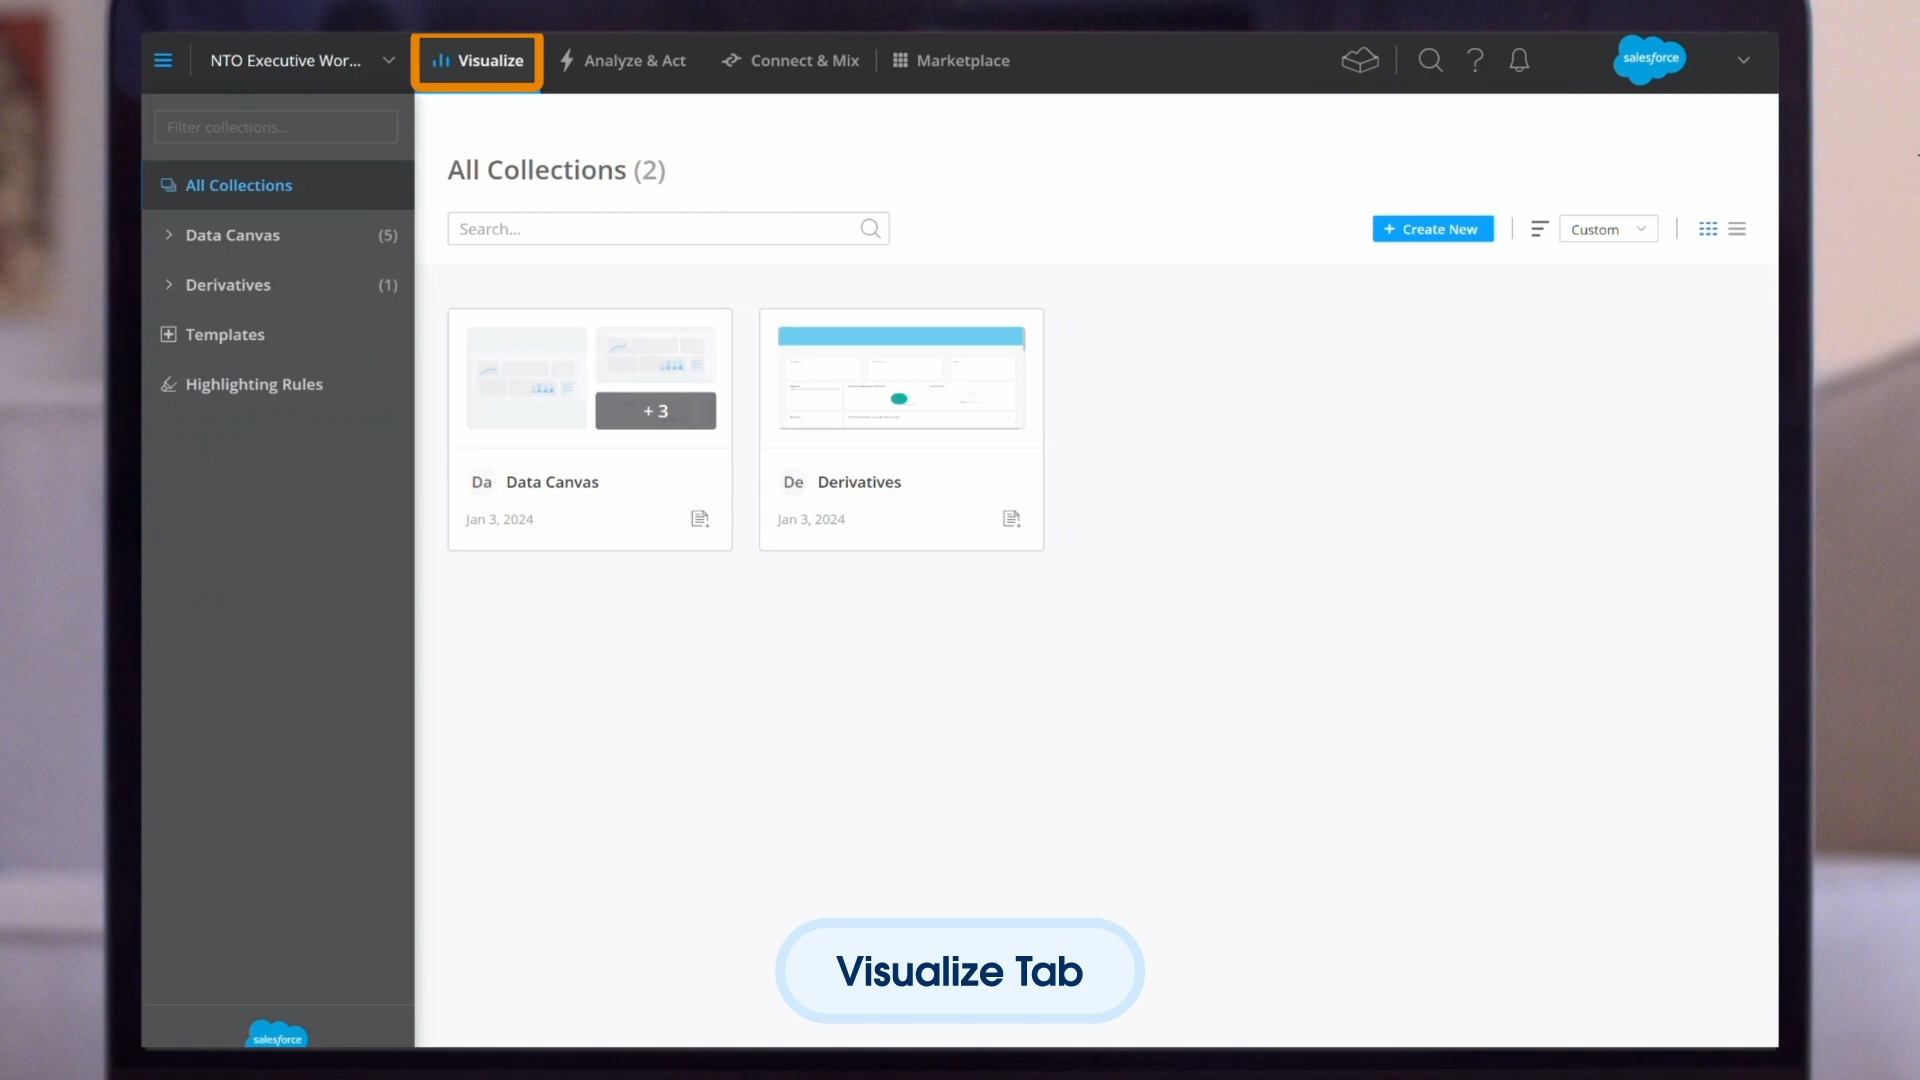 NTO Executive Wor...
Visualize
Analyze & Act
Connect & Mix
Marketplace
salesforce
Filter collections...
All Collections
Data Canvas (5)
Derivatives (1)
Templates
Highlighting Rules
All Collections (2)
Search...
+ Create New
Custom
+ 3
Da Data Canvas
Jan 3, 2024
De Derivatives
Jan 3, 2024
Visualize Tab
salesforce